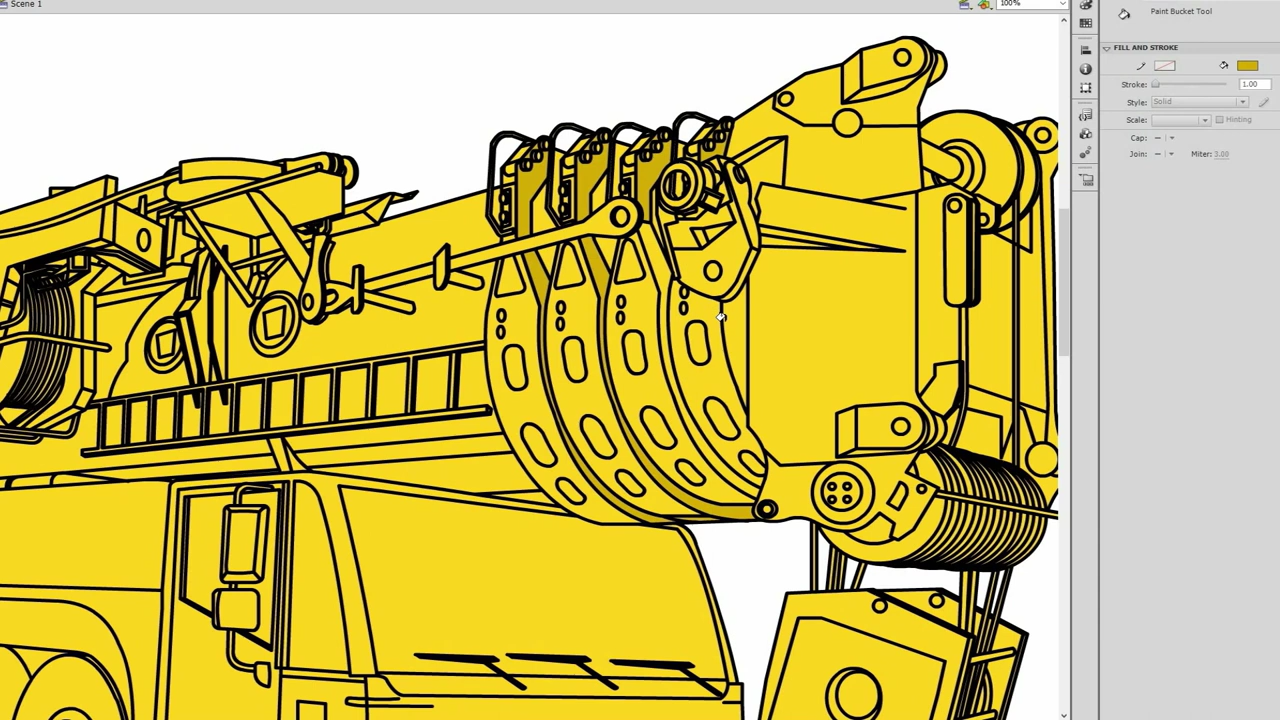 Scene 1
100%
Paint Bucket Tool
FILL AND STROKE
Stroke: 1.00
Style: Solid
Scale: Hinting
Cap: Join: Miter: 3.00